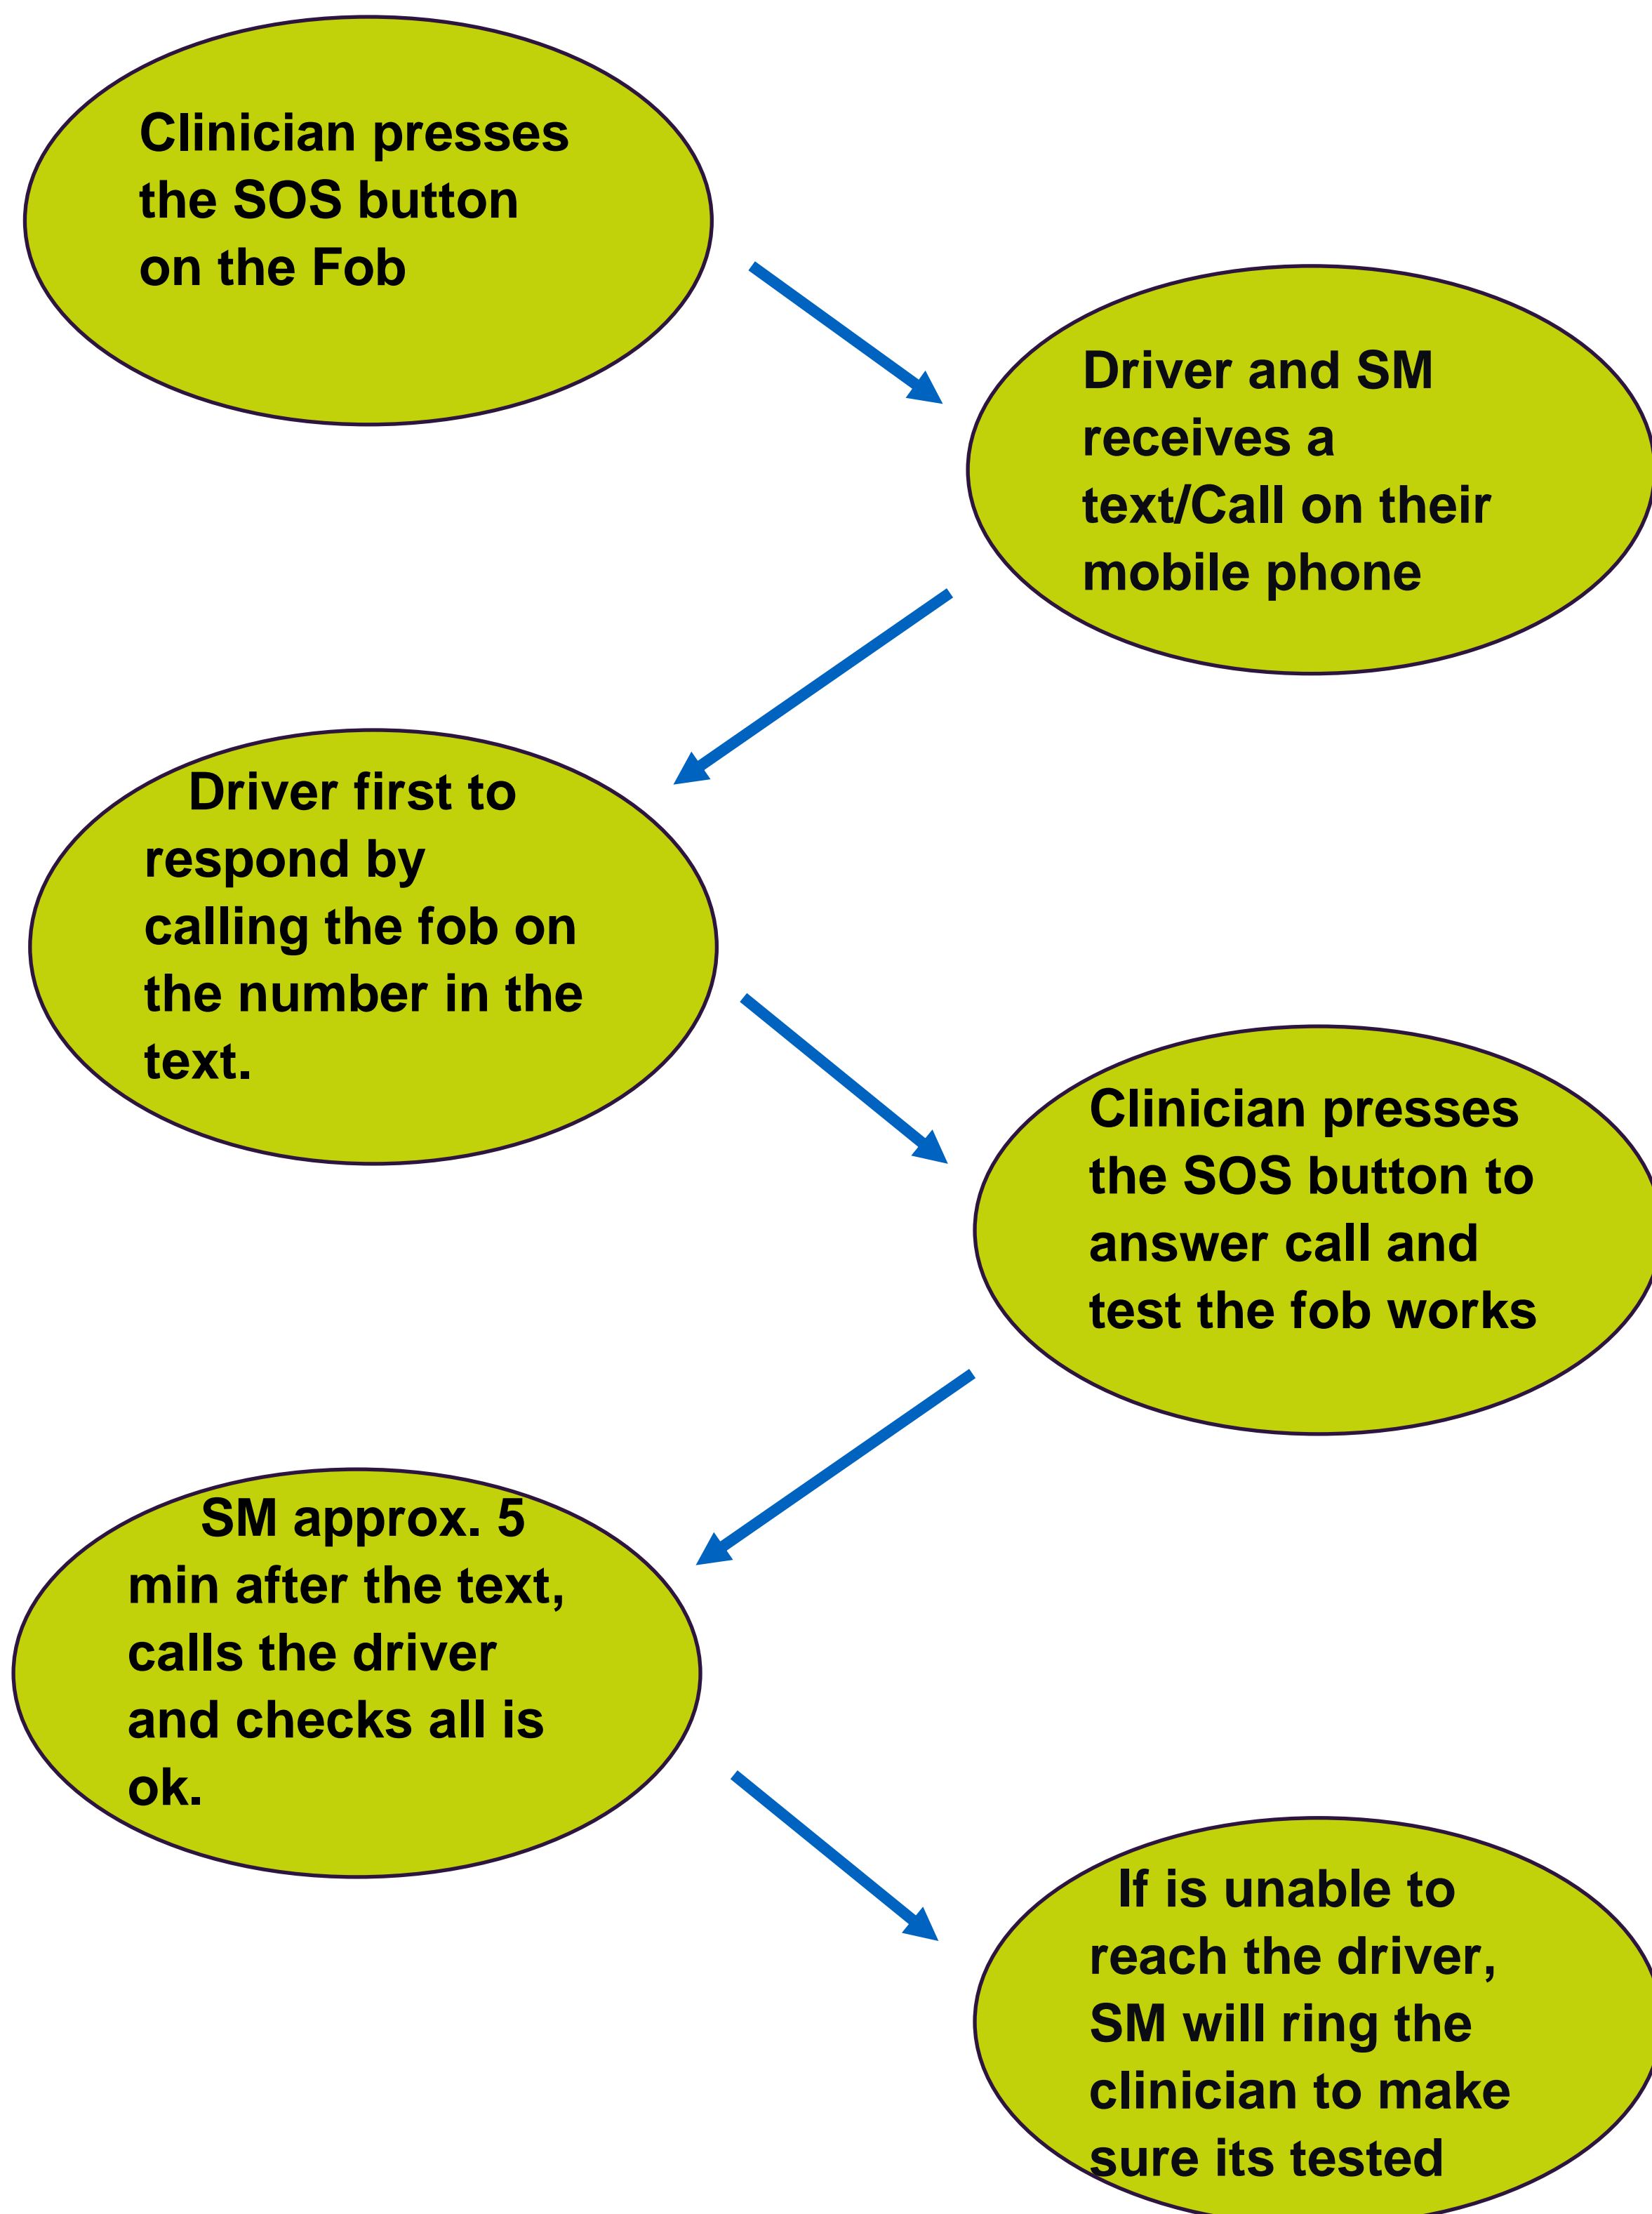 Clinician presses
the SOS button
on the Fob
Driver and SM
receives a
text/Call on their
mobile phone
Driver first to
respond by
calling the fob on
the number in the
text.
Clinician presses
the SOS button to
answer call and
test the fob works
SM approx. 5
min after the text,
calls the driver
and checks all is
ok.
If is unable to
reach the driver,
SM will ring the
clinician to make
sure its tested